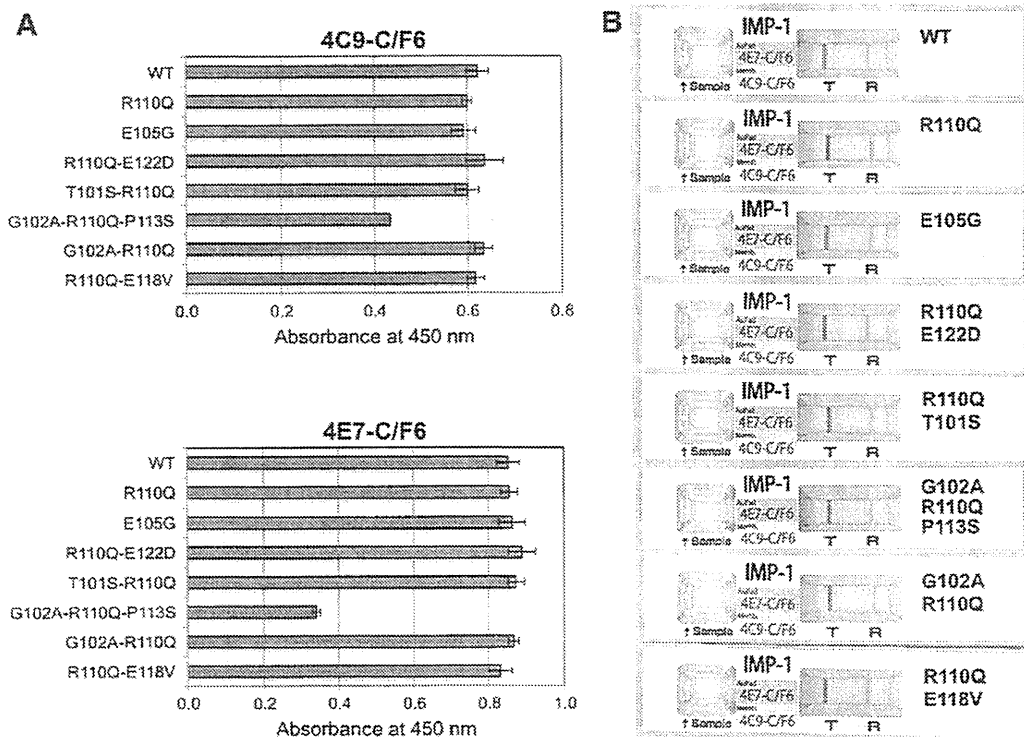 A
4C9-C/F6
WT
R110Q
E105G
R110Q-E122D
T101S-R110Q
G102A-R110Q-P113S
G102A-R110Q
R110Q-E118V
0.0 0.2 0.4 0.6 0.8
Absorbance at 450 nm
4E7-C/F6
WT
R110Q
E105G
R110Q-E122D
T101S-R110Q
G102A-R110Q-P113S
G102A-R110Q
R110Q-E118V
0.0 0.2 0.4 0.6 0.8 1.0
Absorbance at 450 nm
B
IMP-1
4E7-C/F6
↑ Sample 4C9-C/F6 T R
WT
IMP-1
4E7-C/F6
↑ Sample 4C9-C/F6 T R
R110Q
IMP-1
4E7-C/F6
↑ Sample 4C9-C/F6 T R
E105G
IMP-1
4E7-C/F6
↑ Sample 4C9-C/F6 T R
R110Q
E122D
IMP-1
4E7-C/F6
↑ Sample 4C9-C/F6 T R
R110Q
T101S
IMP-1
4E7-C/F6
↑ Sample 4C9-C/F6 T R
G102A
R110Q
P113S
IMP-1
4E7-C/F6
↑ Sample 4C9-C/F6 T R
G102A
R110Q
IMP-1
4E7-C/F6
↑ Sample 4C9-C/F6 T R
R110Q
E118V